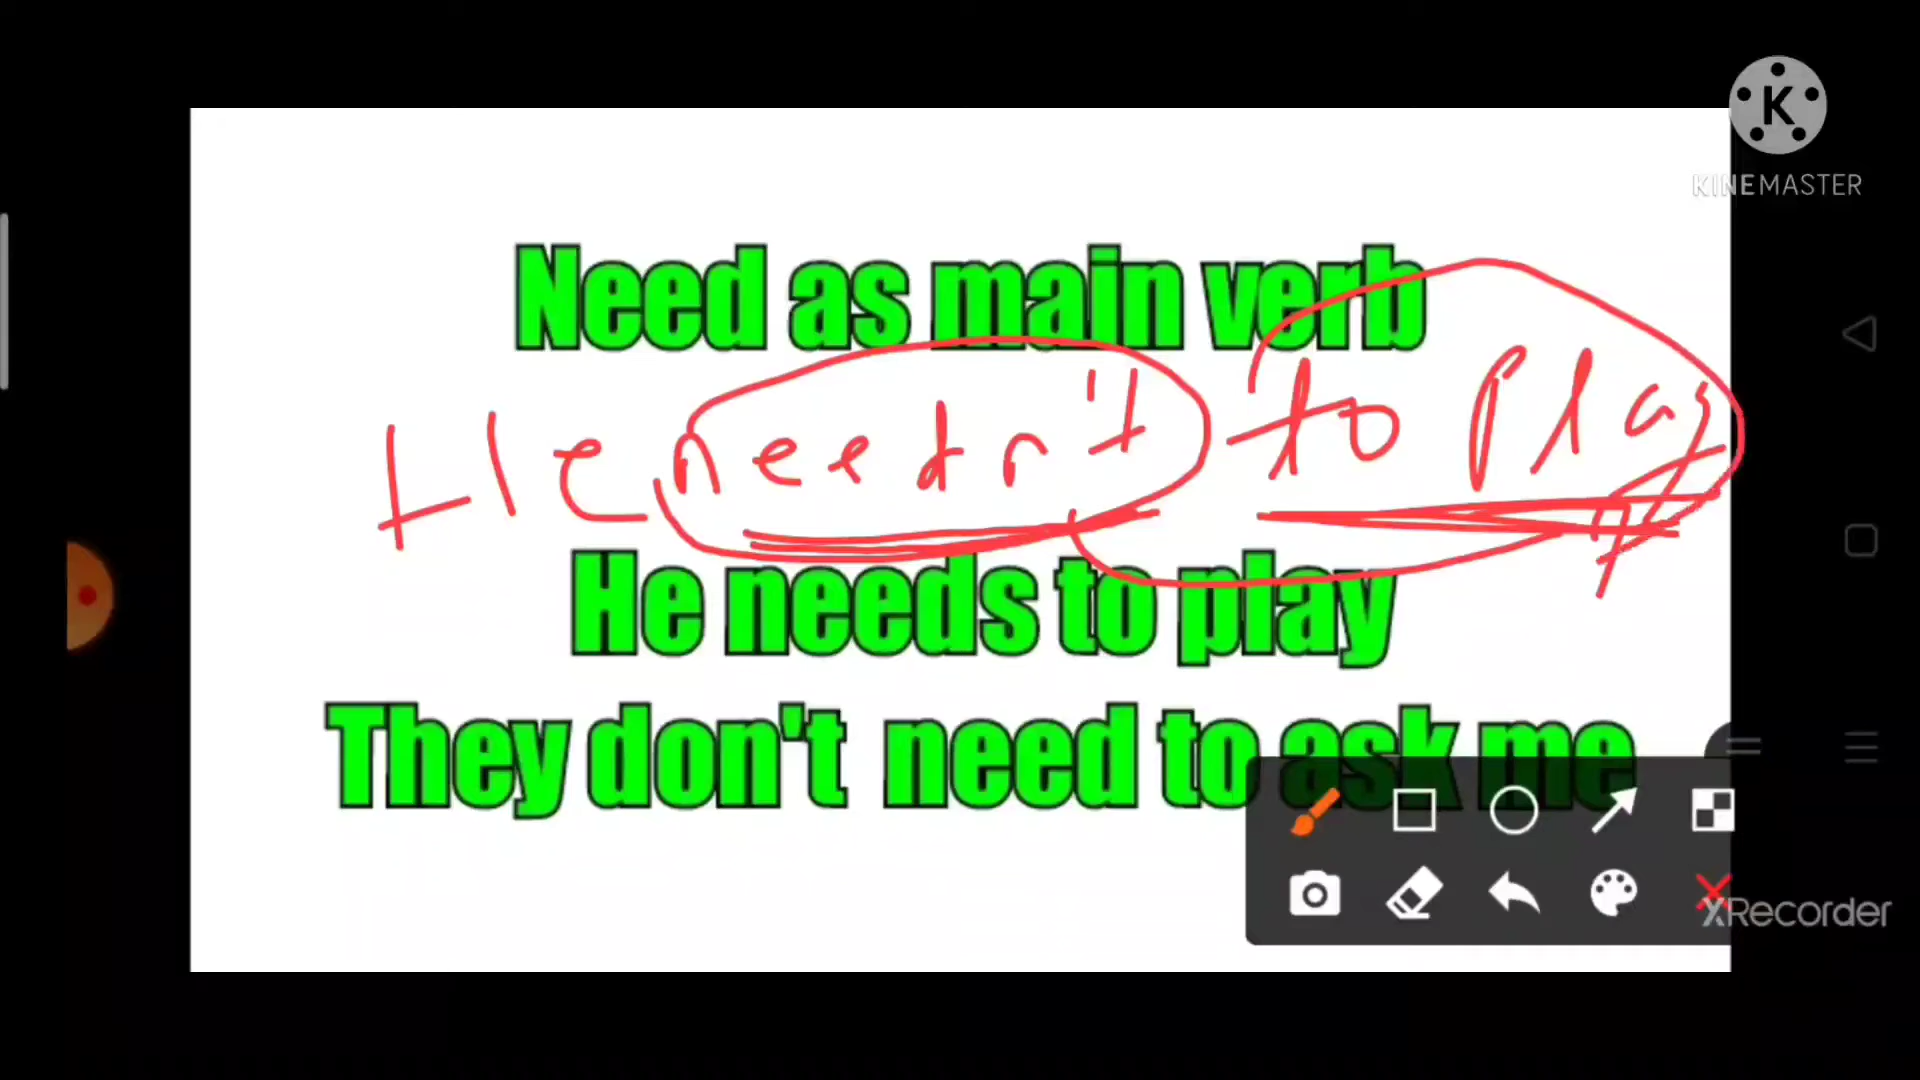 KINEMASTER
Need as main verb
He needn't to play
He needs to play
They don't need to ask me
XRecorder